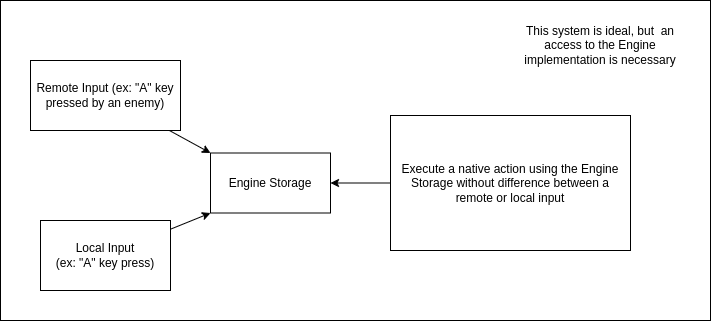 This system is ideal, but an
access to the Engine
implementation is necessary
Remote Input (ex: "A" key
pressed by an enemy)
Engine Storage
Execute a native action using the Engine
Storage without difference between a
remote or local input
Local Input
(ex: "A" key press)